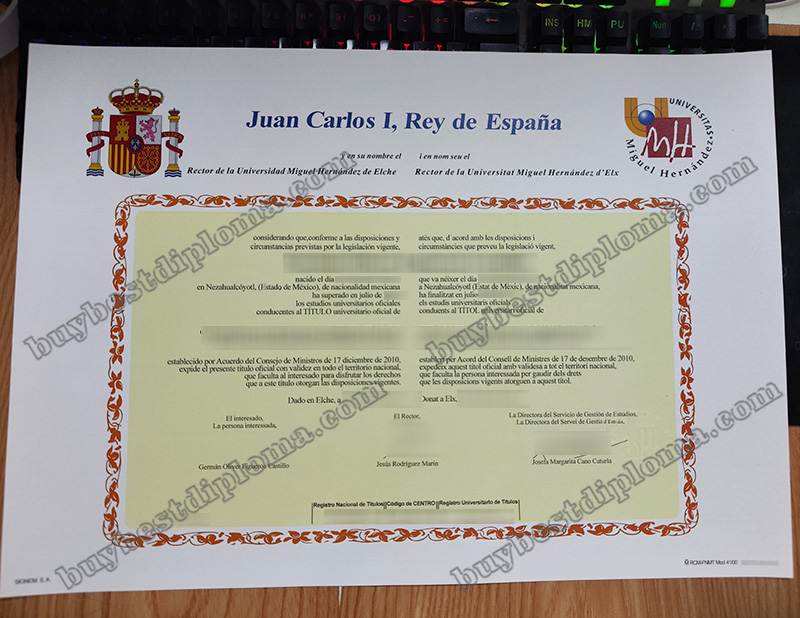 INS HM PU Num
Juan Carlos I, Rey de España
UNIVERSITAS
Miguel Hernández
MH
y en su nombre el i en nom seu el
Rector de la Universidad Miguel Hernández de Elche Rector de la Universitat Miguel Hernández d'Elx
considerando que,conforme a las disposiciones y
circunstancias previstas por la legislación vigente,
nacido el día
en Nezahualcóyotl, (Estado de México), de nacionalidad mexicana,
ha superado en julio de
los estudios universitarios oficiales
conducentes al TÍTULO universitario oficial de
establecido por Acuerdo del Consejo de Ministros de 17 diciembre de 2010,
expide el presente titulo oficial con validez en todo el territorio nacional,
que faculta al interesado para disfrutar los derechos
que a este título otorgan las disposiciones vigentes.
Dado en Elche, a
atès que, d'acord amb les disposicions i
circumstàncies que preveu la legislació vigent,
que va nèixer el dia
a Nezahualcóyotl (Estat de Mèxic), de nacionalitat mexicana,
ha finalitzat en julio
els estudis universitaris oficials
conduents al TÍTOL universitari oficial de
establert per Acord del Consell de Ministres de 17 de desembre de 2010,
expedeix aquest titol oficial amb validesa a tot el territori nacional,
que faculta la persona interessada per gaudir dels drets
que les disposicions vigents atorguen a aquest titol.
Donat a Elx,
El interesado,
La persona interessada,
El Rector,
La Directora del Servicio de Gestión de Estudios,
La Directora del Servei de Gestió d'Estudis,
Germán Oliver Figueroa Castillo
Jesús Rodríguez Marín
Josefa Margarita Cano Caturla
Registro Nacional de Títulos Código de CENTRO Registro Universitario de Títulos
SIGNEM, S.A.
RCM-FNMT Mod 41/00
buybestdiploma.com
buybestdiploma.com
buybestdiploma.com
buybestdiploma.com
buybestdiploma.com